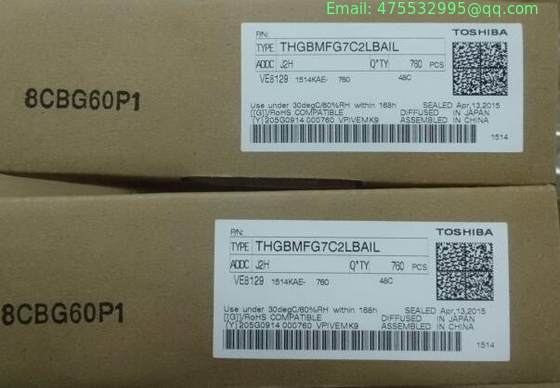 Email: 475532995@qq.com
8CBG60P1
TOSHIBA
P/N:
TYPE THGBMFG7C2LBAIL
ADDC J2H Q'TY 760 PCS
VE8129 1514KAE- 760 48C
Use under 30degC/60%RH within 168h SEALED Apr,13,2015
[[G]]/RoHS COMPATIBLE DIFFUSED IN JAPAN
(Y)205G0914 000760 VPIVEMK9 ASSEMBLED IN CHINA
1514
8CBG60P1
TOSHIBA
P/N:
TYPE THGBMFG7C2LBAIL
ADDC J2H Q'TY 760 PCS
VE8129 1514KAE- 760 48C
Use under 30degC/60%RH within 168h SEALED Apr,13,2015
[[G]]/RoHS COMPATIBLE DIFFUSED IN JAPAN
(Y)205G0914 000760 VPIVEMK9 ASSEMBLED IN CHINA
1514